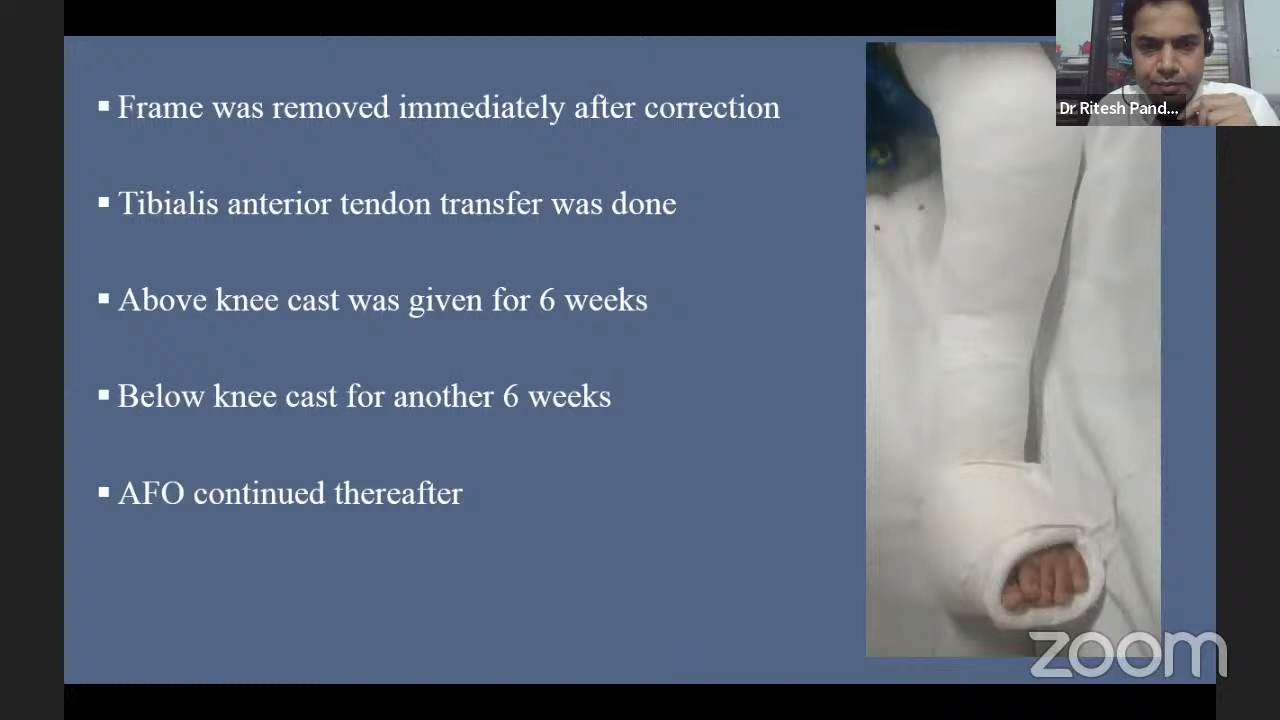 ▪ Frame was removed immediately after correction
▪ Tibialis anterior tendon transfer was done
▪ Above knee cast was given for 6 weeks
▪ Below knee cast for another 6 weeks
▪ AFO continued thereafter
Dr Ritesh Pand...
zoom